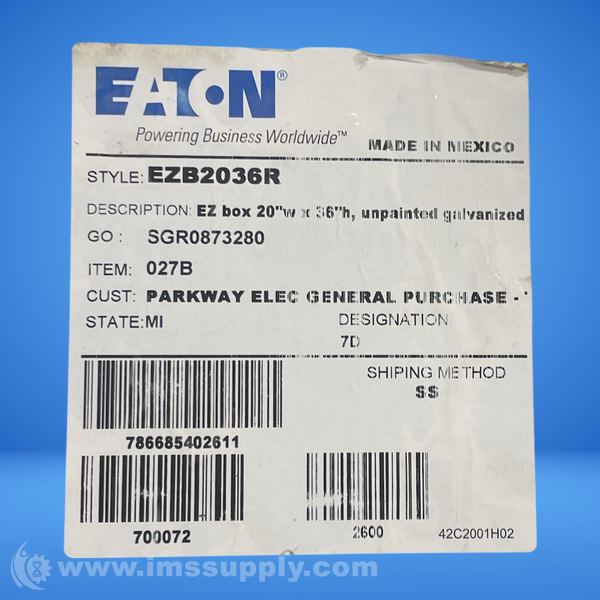 EATON®
Powering Business Worldwide™
MADE IN MEXICO
STYLE: EZB2036R
DESCRIPTION: EZ box 20"w x 36"h, unpainted galvanized
GO: SGR0873280
ITEM: 027B
CUST: PARKWAY ELEC GENERAL PURCHASE -
STATE: MI
DESIGNATION
7D
SHIPING METHOD
SS
786685402611
700072
2600
42C2001H02
www.imssupply.com